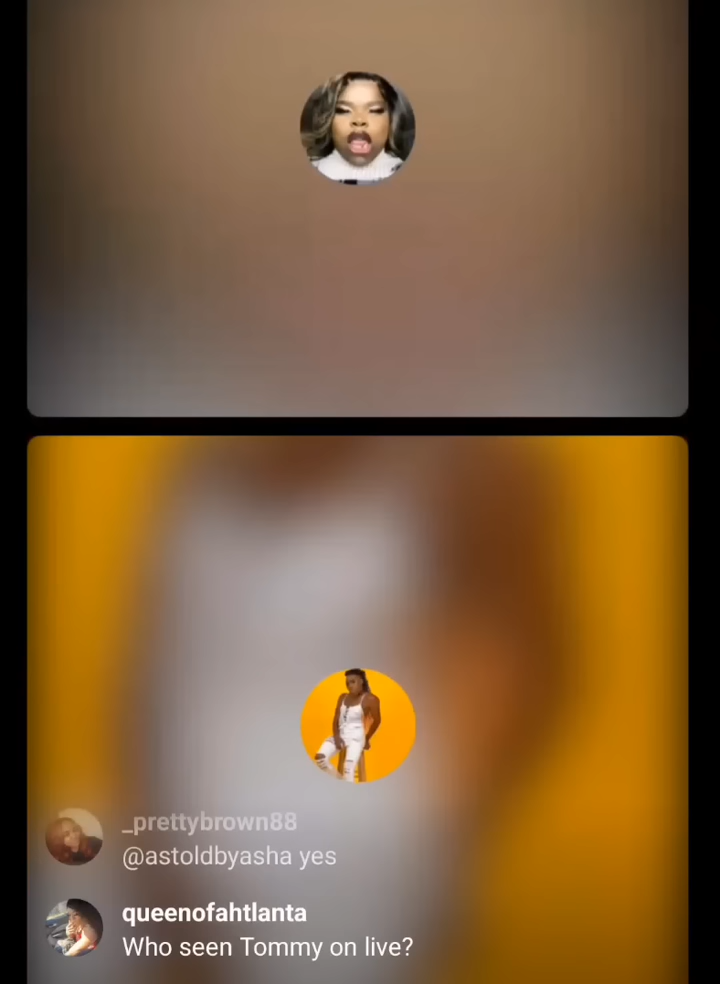 _prettybrown88
@astoldbyasha yes
queenofahtlanta
Who seen Tommy on live?